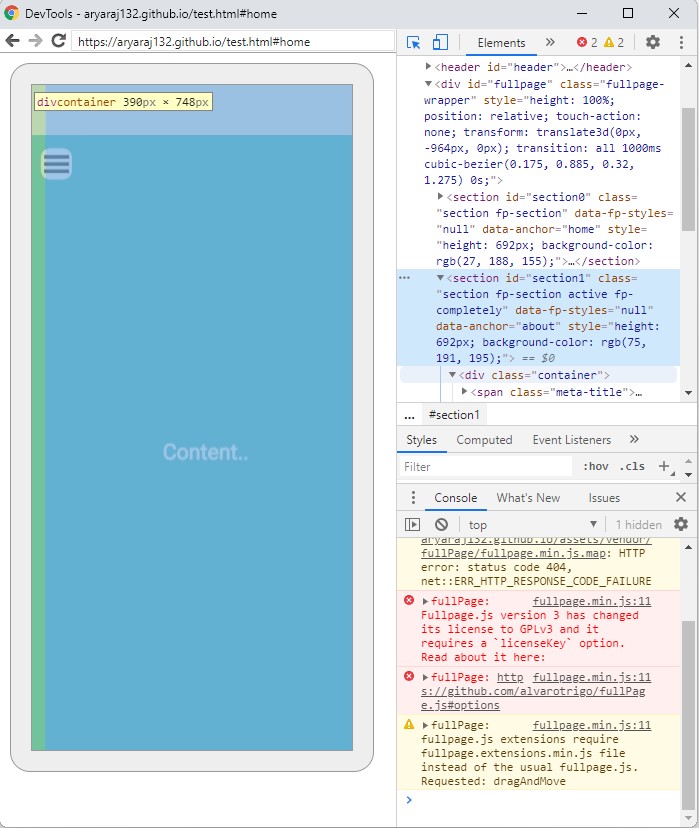 DevTools - aryaraj132.github.io/test.html#home
https://aryaraj132.github.io/test.html#home
divcontainer 390px × 748px
Content..
Elements
2
2
<header id="header">…</header>
<div id="fullpage" class="fullpage-
wrapper" style="height: 100%;
position: relative; touch-action:
none; transform: translate3d(0px,
-964px, 0px); transition: all 1000ms
cubic-bezier(0.175, 0.885, 0.32,
1.275) 0s;">
<section id="section0" class=
"section fp-section" data-fp-styles=
"null" data-anchor="home" style=
"height: 692px; background-color:
rgb(27, 188, 155);">…</section>
<section id="section1" class=
"section fp-section active fp-
completely" data-fp-styles="null"
data-anchor="about" style="height:
692px; background-color: rgb(75,
191, 195);"> == $0
<div class="container">
<span class="meta-title">…
... #section1
Styles Computed Event Listeners
Filter :hov .cls
Console What's New Issues
top 1 hidden
aryaraj132.github.io/assets/vendor/
fullPage/fullpage.min.js.map: HTTP
error: status code 404,
net::ERR_HTTP_RESPONSE_CODE_FAILURE
fullPage: fullpage.min.js:11
Fullpage.js version 3 has changed
its license to GPLv3 and it
requires a `licenseKey` option.
Read about it here:
fullPage: http fullpage.min.js:11
s://github.com/alvarotrigo/fullPag
e.js#options
fullPage: fullpage.min.js:11
fullpage.js extensions require
fullpage.extensions.min.js file
instead of the usual fullpage.js.
Requested: dragAndMove